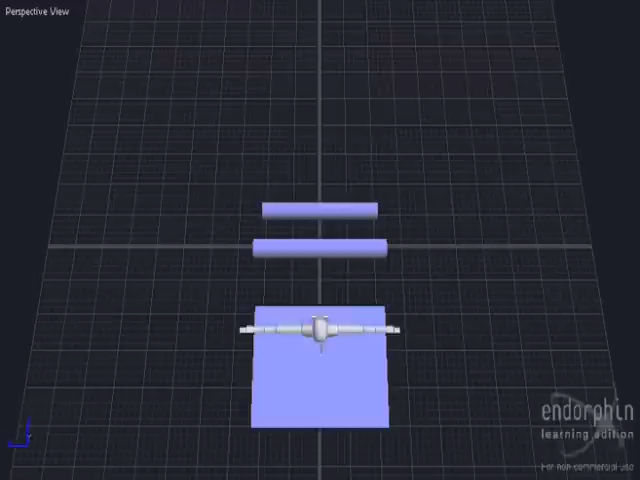 Perspective View
endorphin
learning edition
For non-commercial use